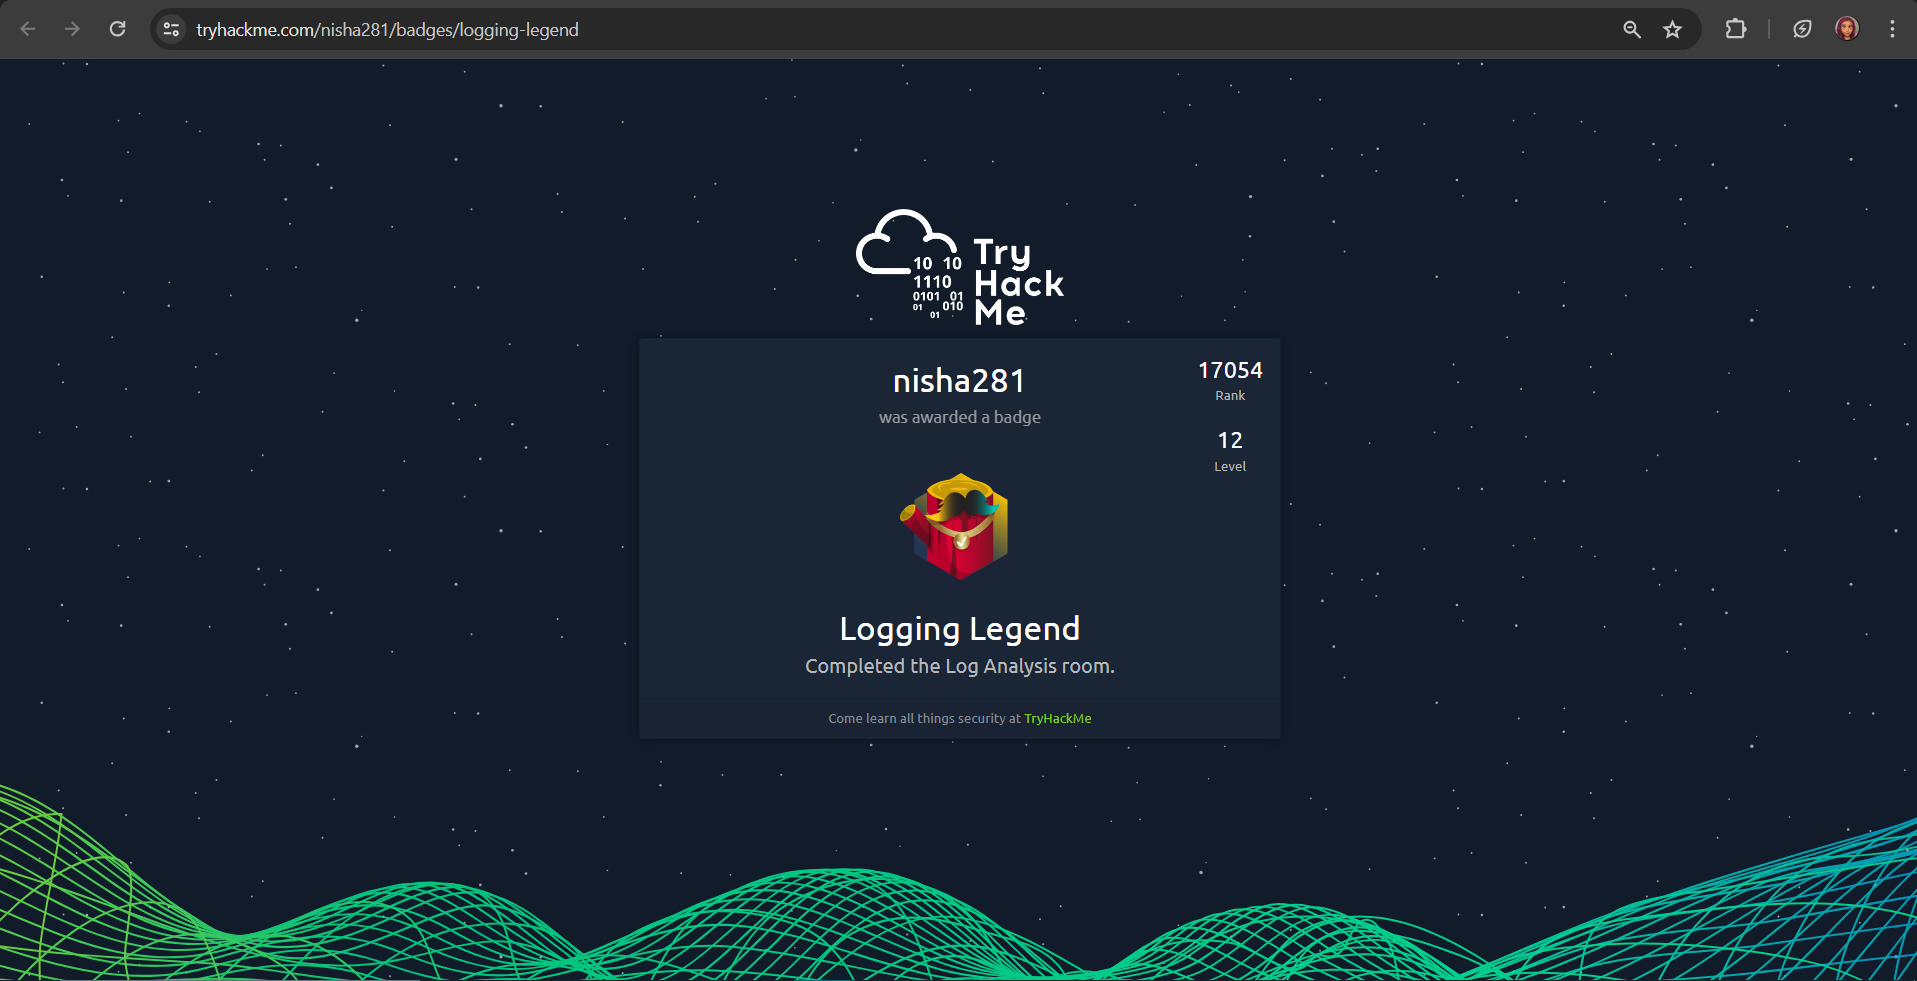 tryhackme.com/nisha281/badges/logging-legend
10 10
1110
0101 01
01 010
01
Try
Hack
Me
nisha281
was awarded a badge
17054
Rank
12
Level
Logging Legend
Completed the Log Analysis room.
Come learn all things security at TryHackMe